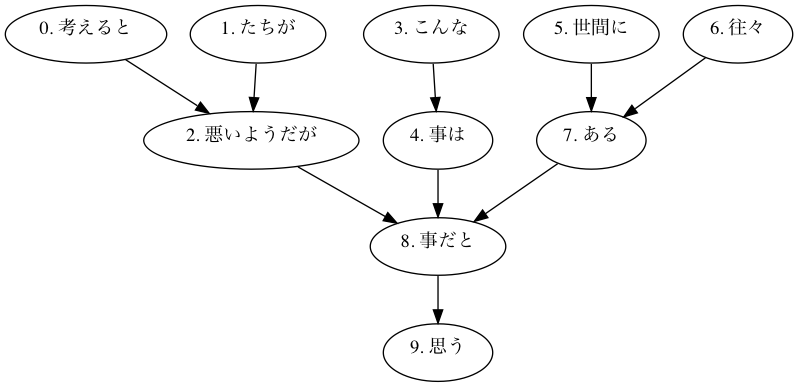 0. 考えると
1. たちが
3. こんな
5. 世間に
6. 往々
2. 悪いようだが
4. 事は
7. ある
8. 事だと
9. 思う